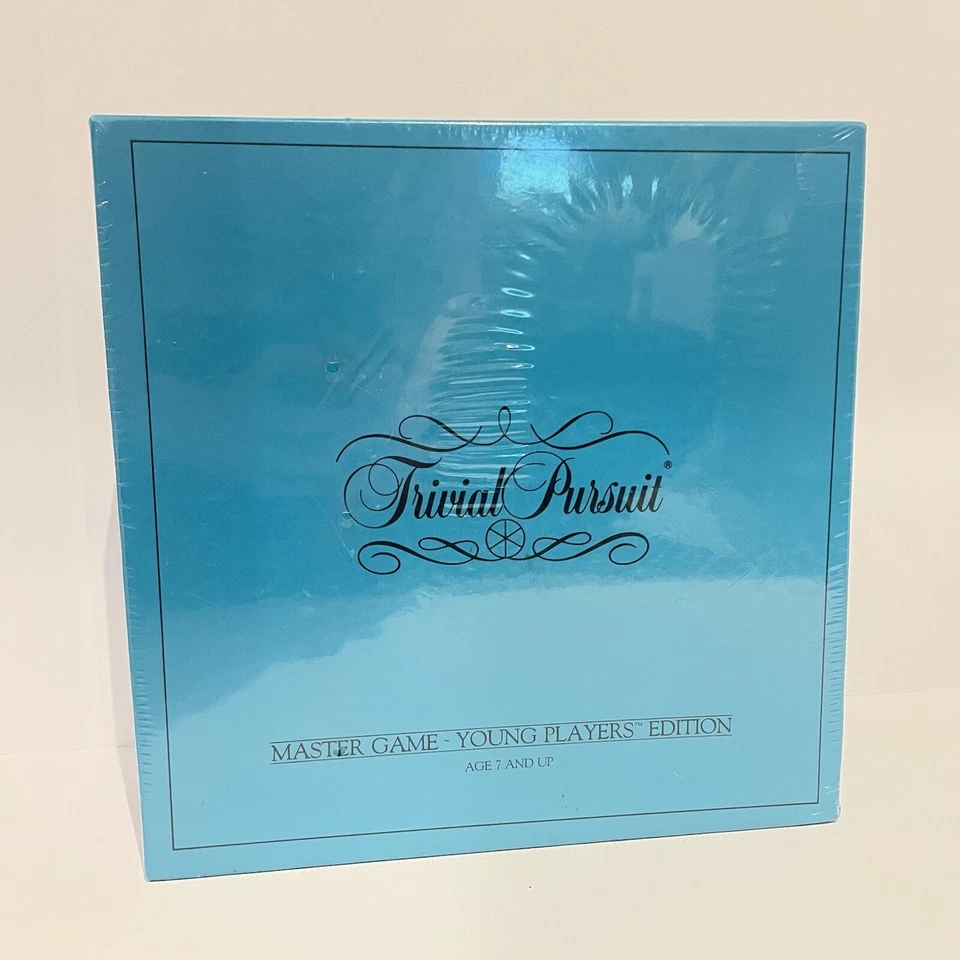 Trivial Pursuit®
MASTER GAME - YOUNG PLAYERS™ EDITION
AGE 7 AND UP